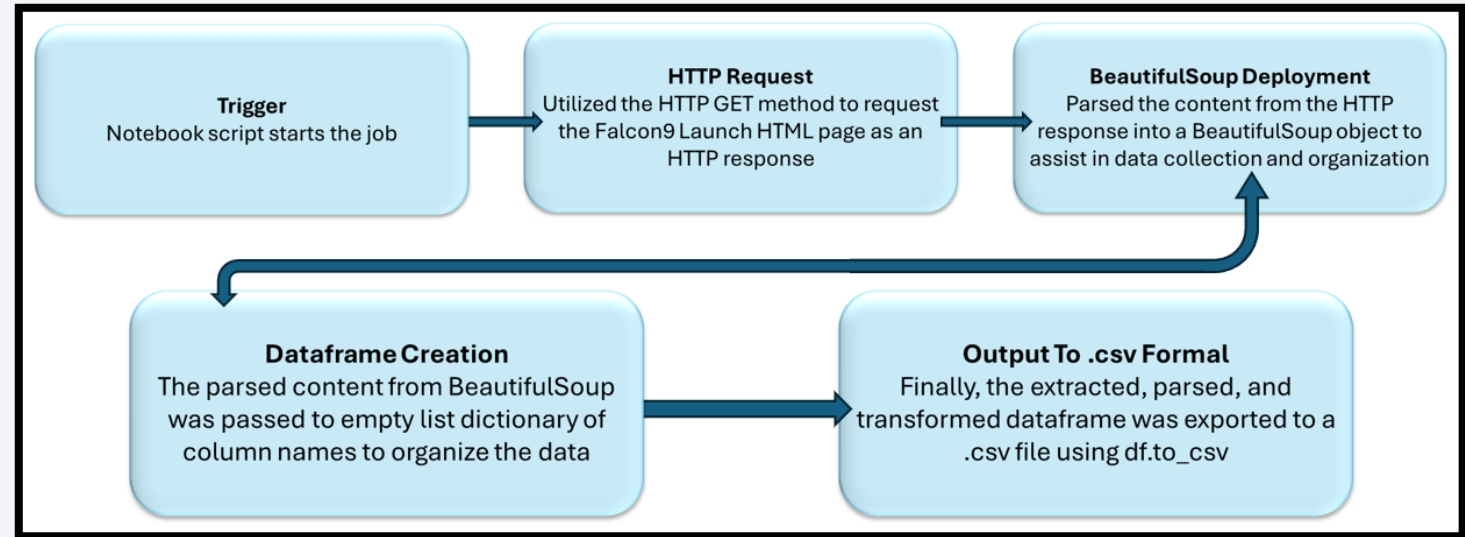 Trigger
Notebook script starts the job
HTTP Request
Utilized the HTTP GET method to request
the Falcon9 Launch HTML page as an
HTTP response
BeautifulSoup Deployment
Parsed the content from the HTTP
response into a BeautifulSoup object to
assist in data collection and organization
Dataframe Creation
The parsed content from BeautifulSoup
was passed to empty list dictionary of
column names to organize the data
Output To .csv Formal
Finally, the extracted, parsed, and
transformed dataframe was exported to a
.csv file using df.to_csv